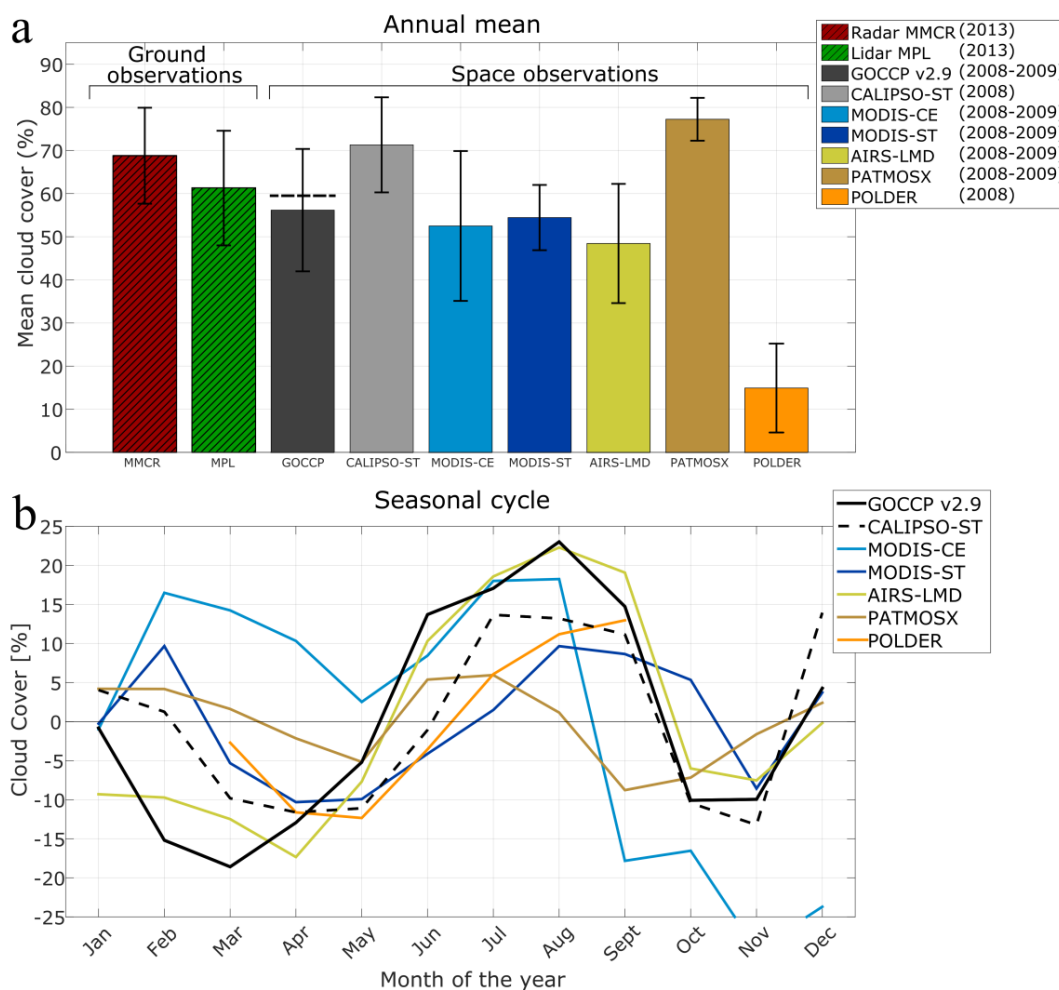 a
Annual mean
Ground
observations
Space observations
Mean cloud cover (%)
90
80
70
60
50
40
30
20
10
0
MMCR
MPL
GOCCP
CALIPSO-ST
MODIS-CE
MODIS-ST
AIRS-LMD
PATMOSX
POLDER
Radar MMCR (2013)
Lidar MPL (2013)
GOCCP v2.9 (2008-2009)
CALIPSO-ST (2008)
MODIS-CE (2008-2009)
MODIS-ST (2008-2009)
AIRS-LMD (2008-2009)
PATMOSX (2008-2009)
POLDER (2008)
b
Seasonal cycle
Cloud Cover [%]
25
20
15
10
5
0
-5
-10
-15
-20
-25
Jan
Feb
Mar
Apr
May
Jun
Jul
Aug
Sept
Oct
Nov
Dec
Month of the year
GOCCP v2.9
CALIPSO-ST
MODIS-CE
MODIS-ST
AIRS-LMD
PATMOSX
POLDER